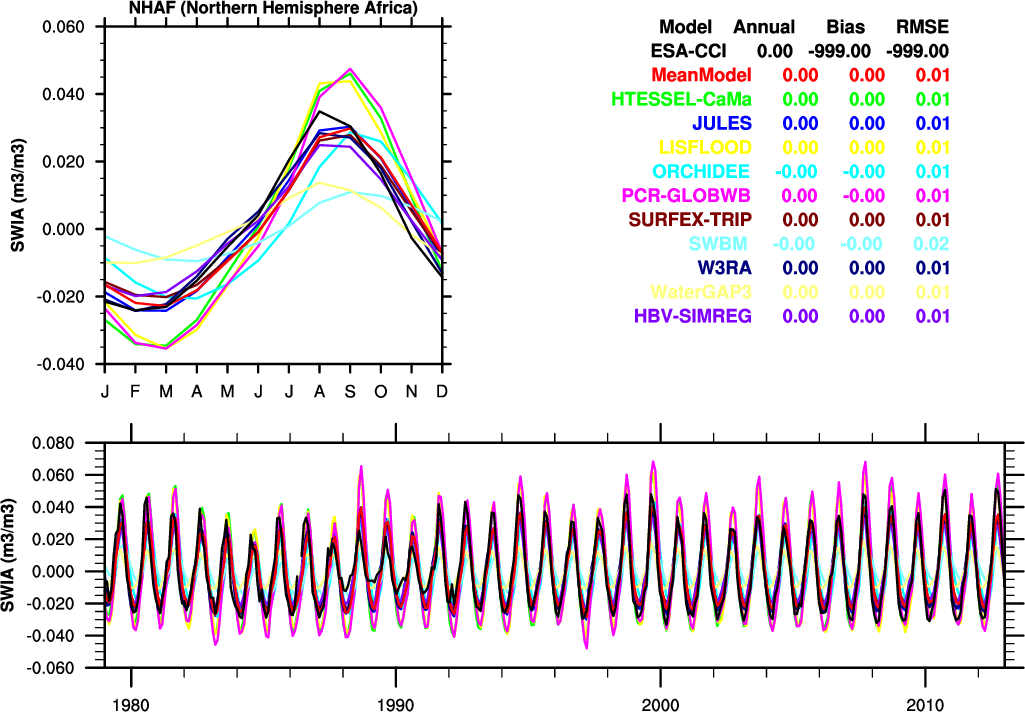 NHAF (Northern Hemisphere Africa)
0.060
0.040
0.020
0.000
-0.020
-0.040
SWIA (m3/m3)
J F M A M J J A S O N D
Model Annual Bias RMSE
ESA-CCI 0.00 -999.00 -999.00
MeanModel 0.00 0.00 0.01
HTESSEL-CaMa 0.00 0.00 0.01
JULES 0.00 0.00 0.01
LISFLOOD 0.00 0.00 0.01
ORCHIDEE -0.00 -0.00 0.01
PCR-GLOBWB 0.00 -0.00 0.01
SURFEX-TRIP 0.00 0.00 0.01
SWBM -0.00 -0.00 0.02
W3RA 0.00 0.00 0.01
WaterGAP3 0.00 0.00 0.01
HBV-SIMREG 0.00 0.00 0.01
0.080
0.060
0.040
0.020
0.000
-0.020
-0.040
-0.060
SWIA (m3/m3)
1980 1990 2000 2010